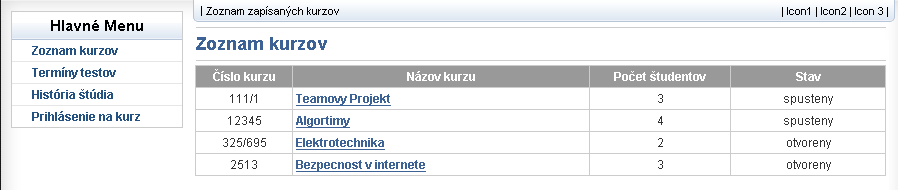 | Zoznam zapísaných kurzov
| Icon1 | Icon2 | Icon 3 |
Hlavné Menu
Zoznam kurzov
Termíny testov
História štúdia
Prihlásenie na kurz
Zoznam kurzov
Číslo kurzu Názov kurzu Počet študentov Stav
111/1 Teamovy Projekt 3 spusteny
12345 Algortimy 4 spusteny
325/695 Elektrotechnika 2 otvoreny
2513 Bezpecnost v internete 3 otvoreny